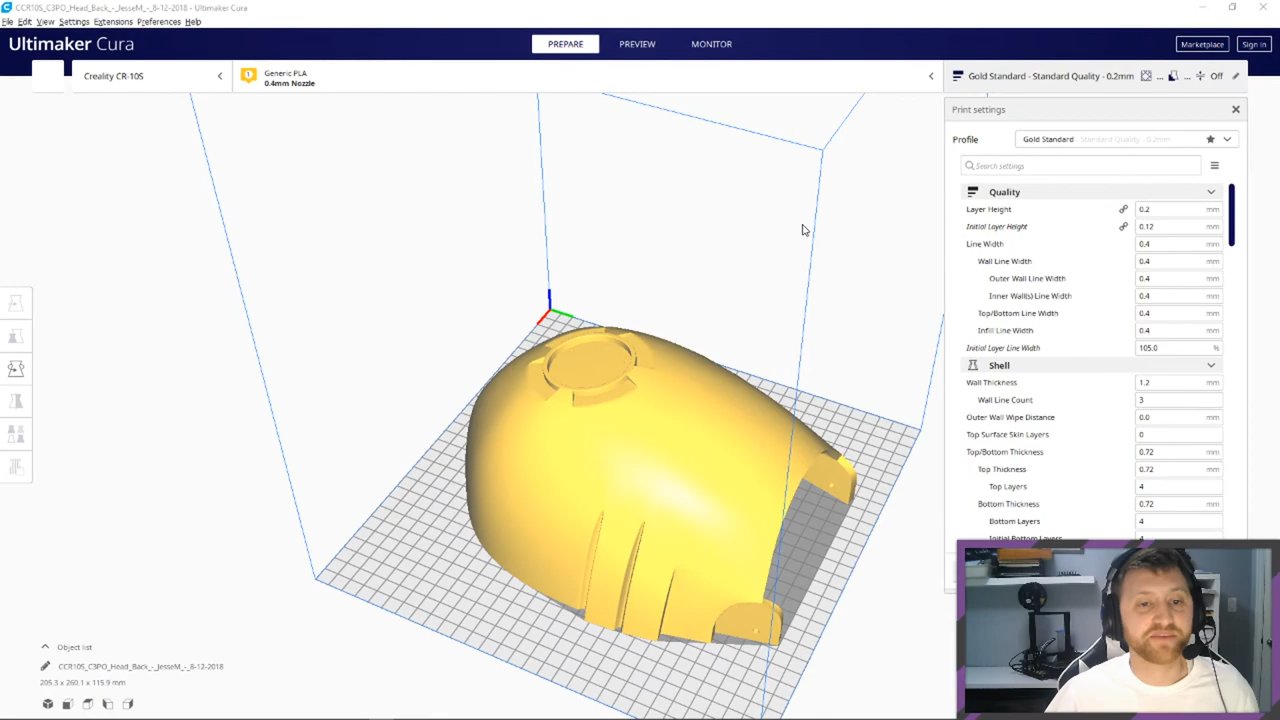 CCR10S_C3PO_Head_Back_-_JesseM_-_8-12-2018 - Ultimaker Cura
File Edit View Settings Extensions Preferences Help
Ultimaker Cura
PREPARE
PREVIEW
MONITOR
Marketplace
Sign in
Creality CR-10S
1
Generic PLA
0.4mm Nozzle
Gold Standard - Standard Quality - 0.2mm
...
...
Off
Print settings
Profile
Gold Standard Standard Quality - 0.2mm
Search settings
Quality
Layer Height 0.2 mm
Initial Layer Height 0.12 mm
Line Width 0.4 mm
Wall Line Width 0.4 mm
Outer Wall Line Width 0.4 mm
Inner Wall(s) Line Width 0.4 mm
Top/Bottom Line Width 0.4 mm
Infill Line Width 0.4 mm
Initial Layer Line Width 105.0 %
Shell
Wall Thickness 1.2 mm
Wall Line Count 3
Outer Wall Wipe Distance 0.0 mm
Top Surface Skin Layers 0
Top/Bottom Thickness 0.72 mm
Top Thickness 0.72 mm
Top Layers 4
Bottom Thickness 0.72 mm
Bottom Layers 4
Initial Bottom Layers 4
Object list
CCR10S_C3PO_Head_Back_-_JesseM_-_8-12-2018
205.3 x 260.1 x 115.9 mm